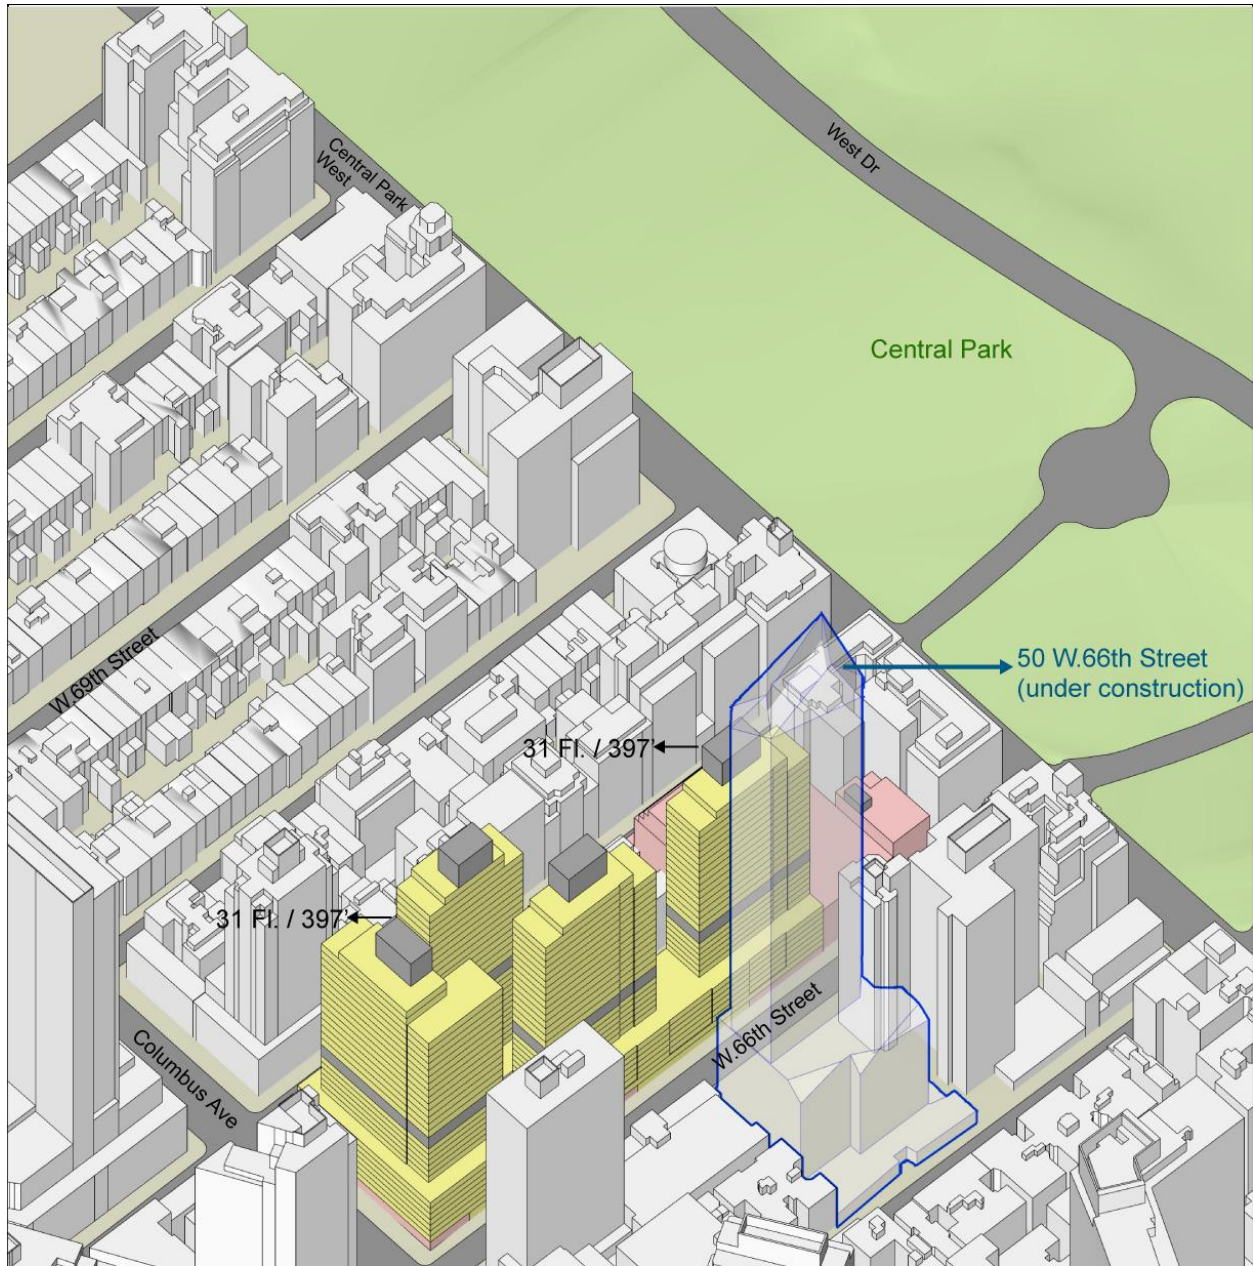 Central Park
West
West Dr
Central Park
W.69th Street
50 W.66th Street
(under construction)
31 Fl. / 397'
31 Fl. / 397'
W.66th Street
Columbus Ave